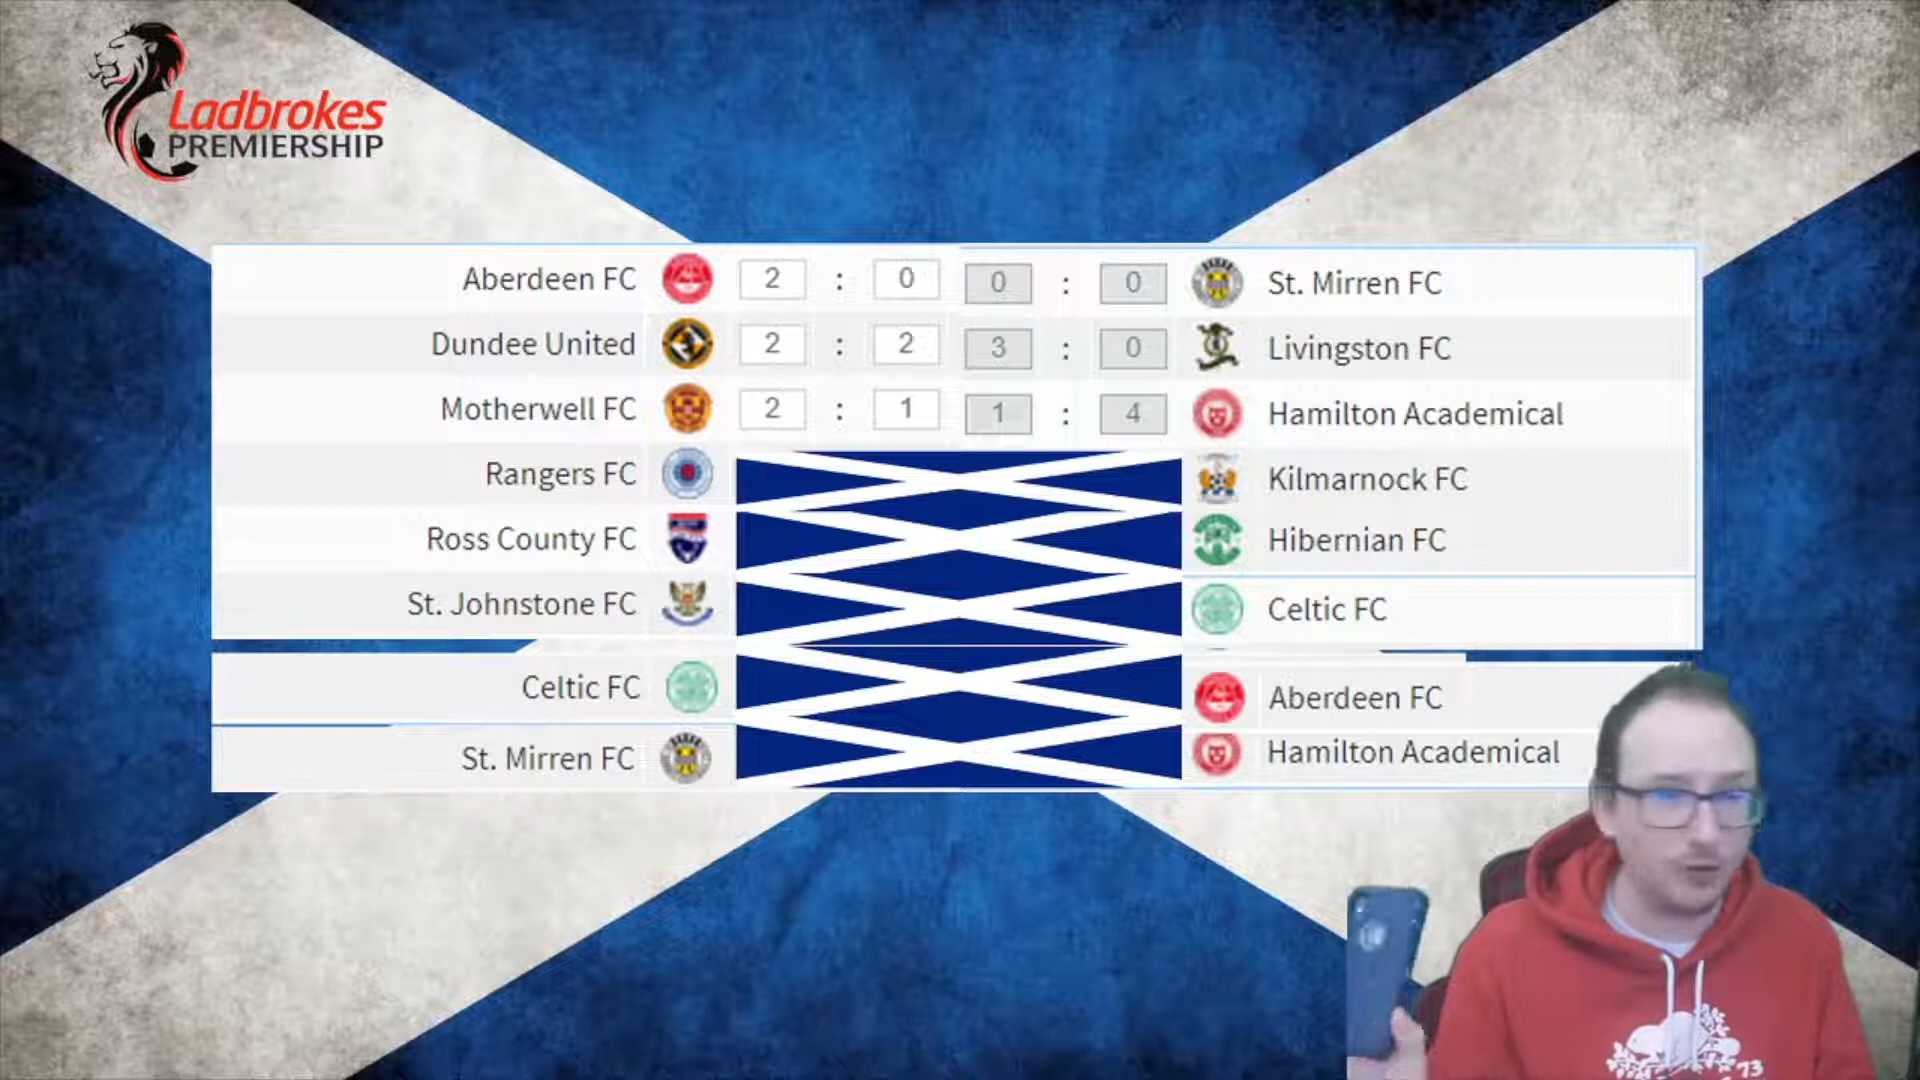 Ladbrokes
PREMIERSHIP
Aberdeen FC 2 : 0 0 : 0 St. Mirren FC
Dundee United 2 : 2 3 : 0 Livingston FC
Motherwell FC 2 : 1 1 : 4 Hamilton Academical
Rangers FC Kilmarnock FC
Ross County FC Hibernian FC
St. Johnstone FC Celtic FC
Celtic FC Aberdeen FC
St. Mirren FC Hamilton Academical
73